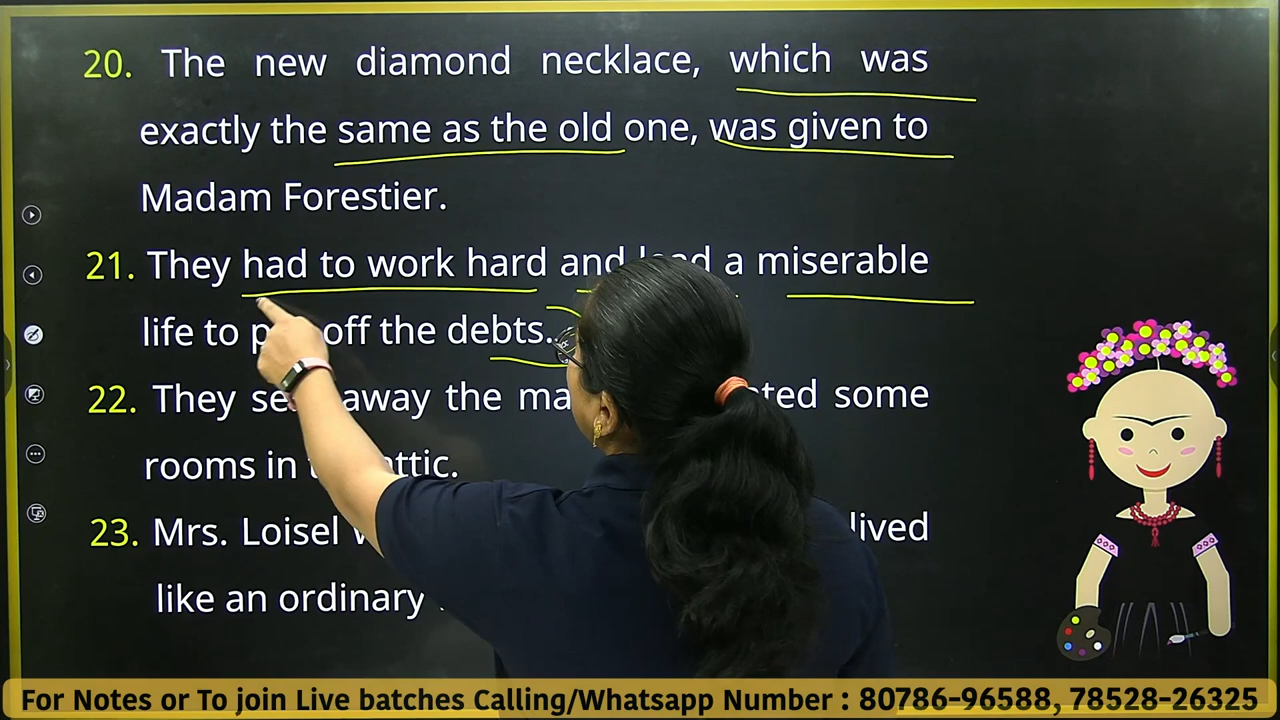 20. The new diamond necklace, which was
exactly the same as the old one, was given to
Madam Forestier.
21. They had to work hard and lead a miserable
life to off the debts.
22. They away the some
rooms in attic.
23. Mrs. Loisel lived
like an ordinary
For Notes or To join Live batches Calling/Whatsapp Number : 80786-96588, 78528-26325